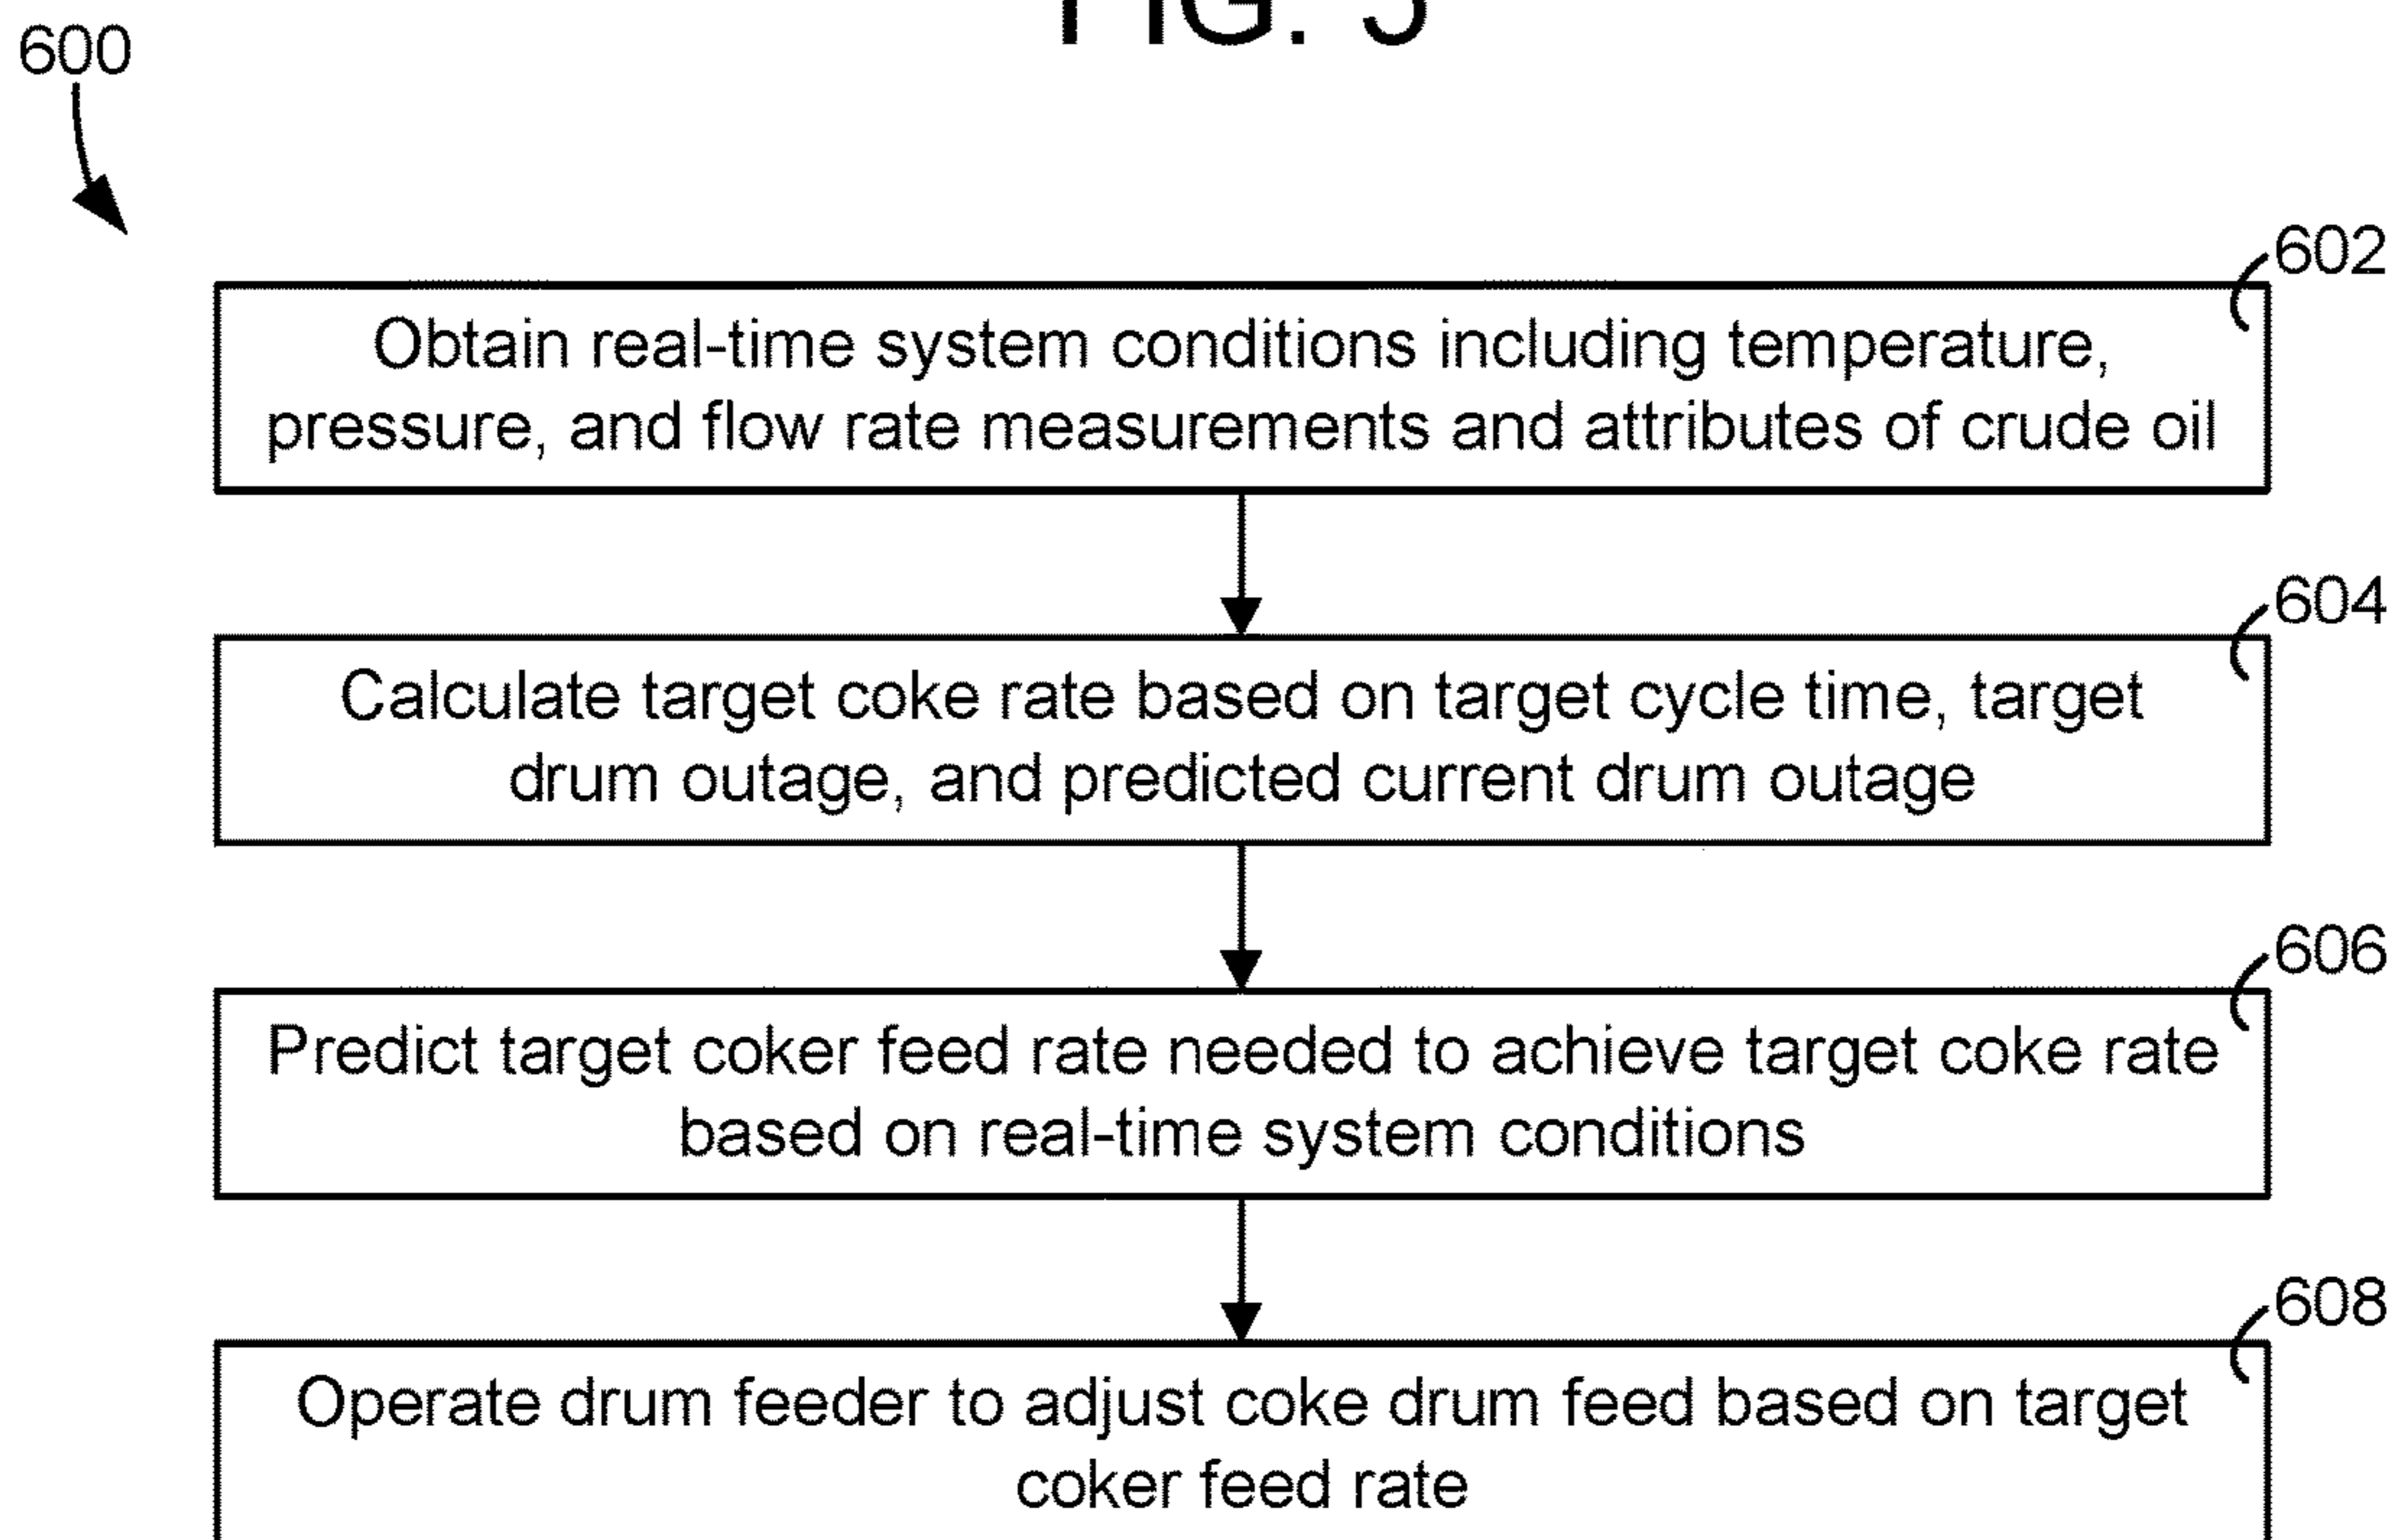 FIG. 5
600
602
Obtain real-time system conditions including temperature,
pressure, and flow rate measurements and attributes of crude oil
604
Calculate target coke rate based on target cycle time, target
drum outage, and predicted current drum outage
606
Predict target coker feed rate needed to achieve target coke rate
based on real-time system conditions
608
Operate drum feeder to adjust coke drum feed based on target
coker feed rate